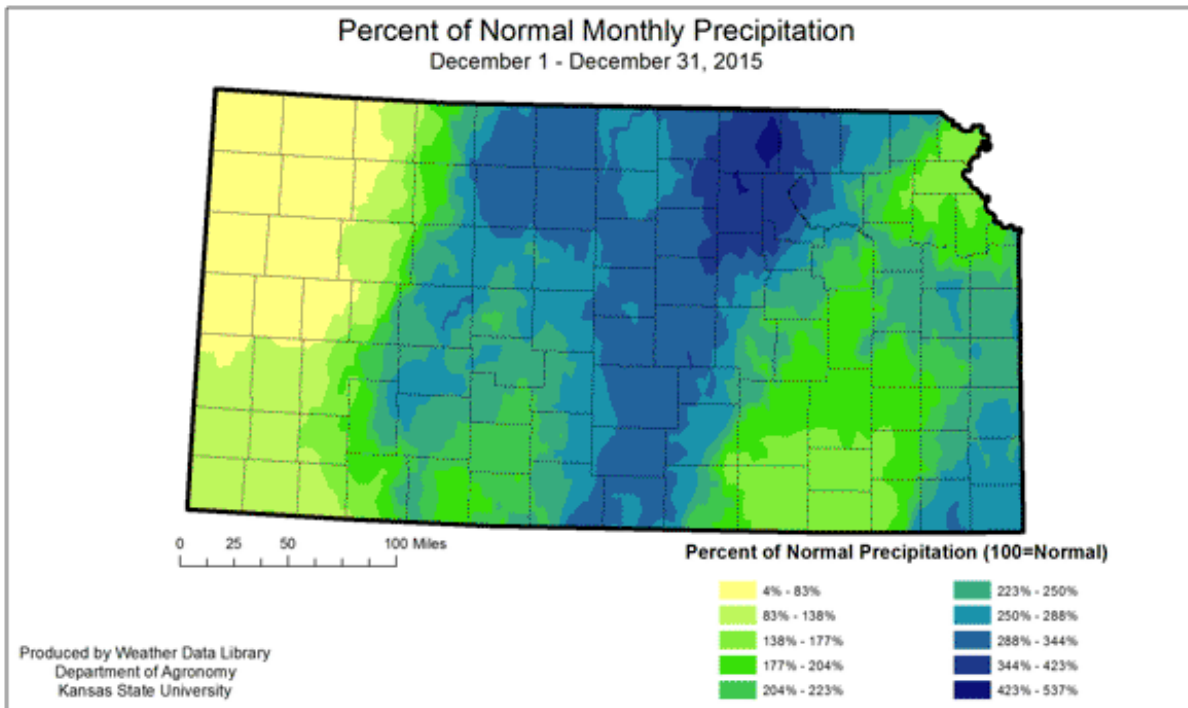 Percent of Normal Monthly Precipitation
December 1 - December 31, 2015
0 25 50 100 Miles
Percent of Normal Precipitation (100=Normal)
4% - 83%
83% - 138%
138% - 177%
177% - 204%
204% - 223%
223% - 250%
250% - 288%
288% - 344%
344% - 423%
423% - 537%
Produced by Weather Data Library
Department of Agronomy
Kansas State University